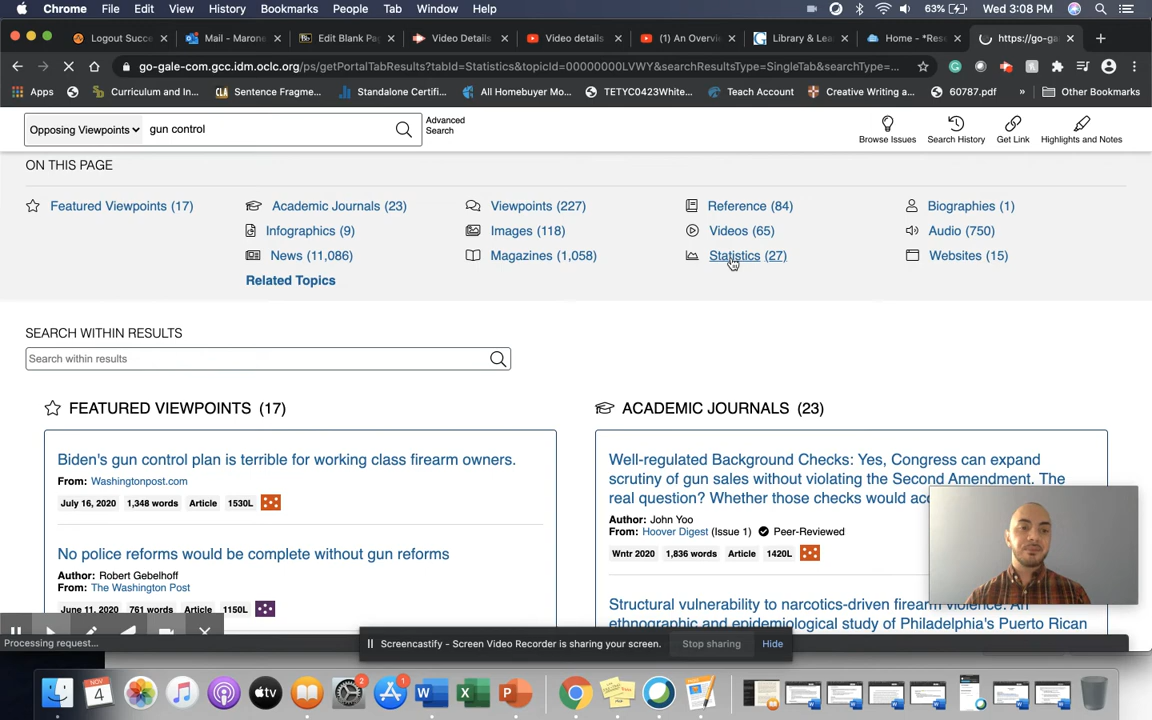 Chrome File Edit View History Bookmarks People Tab Window Help 63% Wed 3:08 PM
Logout Succe Mail - Marone Edit Blank Pa Video Details Video details (1) An Overvie Library & Lea Home - *Rese https://go-ga
go-gale-com.gcc.idm.oclc.org/ps/getPortalTabResults?tabId=Statistics&topicId=00000000LVWY&searchResultsType=SingleTab&searchType=...
Apps Curriculum and In... Sentence Fragme... Standalone Certifi... All Homebuyer Mo... TETYC0423White... Teach Account Creative Writing a... 60787.pdf » Other Bookmarks
Opposing Viewpoints gun control Advanced Search
Browse Issues Search History Get Link Highlights and Notes
ON THIS PAGE
Featured Viewpoints (17) Academic Journals (23) Viewpoints (227) Reference (84) Biographies (1)
Infographics (9) Images (118) Videos (65) Audio (750)
News (11,086) Magazines (1,058) Statistics (27) Websites (15)
Related Topics
SEARCH WITHIN RESULTS
Search within results
FEATURED VIEWPOINTS (17)
Biden's gun control plan is terrible for working class firearm owners.
From: Washingtonpost.com
July 16, 2020 1,348 words Article 1530L
No police reforms would be complete without gun reforms
Author: Robert Gebelhoff
From: The Washington Post
June 11, 2020 761 words Article 1150L
ACADEMIC JOURNALS (23)
Well-regulated Background Checks: Yes, Congress can expand
scrutiny of gun sales without violating the Second Amendment. The
real question? Whether those checks would acc
Author: John Yoo
From: Hoover Digest (Issue 1) Peer-Reviewed
Wntr 2020 1,836 words Article 1420L
Structural vulnerability to narcotics-driven firearm violence: An
ethnographic and epidemiological study of Philadelphia's Puerto Rican
Processing request...
Screencastify - Screen Video Recorder is sharing your screen. Stop sharing Hide
NOV
4
2
1